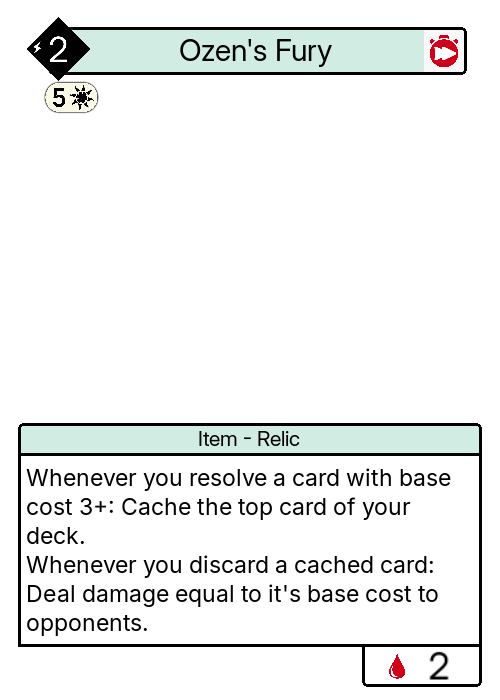 2
Ozen's Fury
5
Item - Relic
Whenever you resolve a card with base
cost 3+: Cache the top card of your
deck.
Whenever you discard a cached card:
Deal damage equal to it's base cost to
opponents.
2